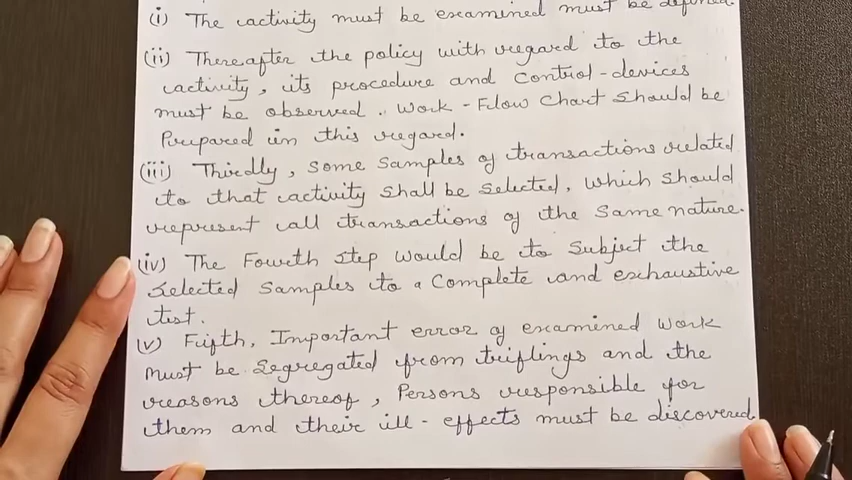 (i) The activity must be examined must be defined.
(ii) Thereafter the policy with regard to the
activity, its procedure and control-devices
must be observed. Work-Flow Chart should be
Prepared in this regard.
(iii) Thirdly, some samples of transactions related
to that activity shall be selected, which should
represent all transactions of the same nature.
(iv) The Fourth step would be to subject the
selected samples to a complete and exhaustive
test.
(v) Fifth, Important error of examined work
must be segregated from triflings and the
reasons thereof, Persons responsible for
them and their ill-effects must be discovered.